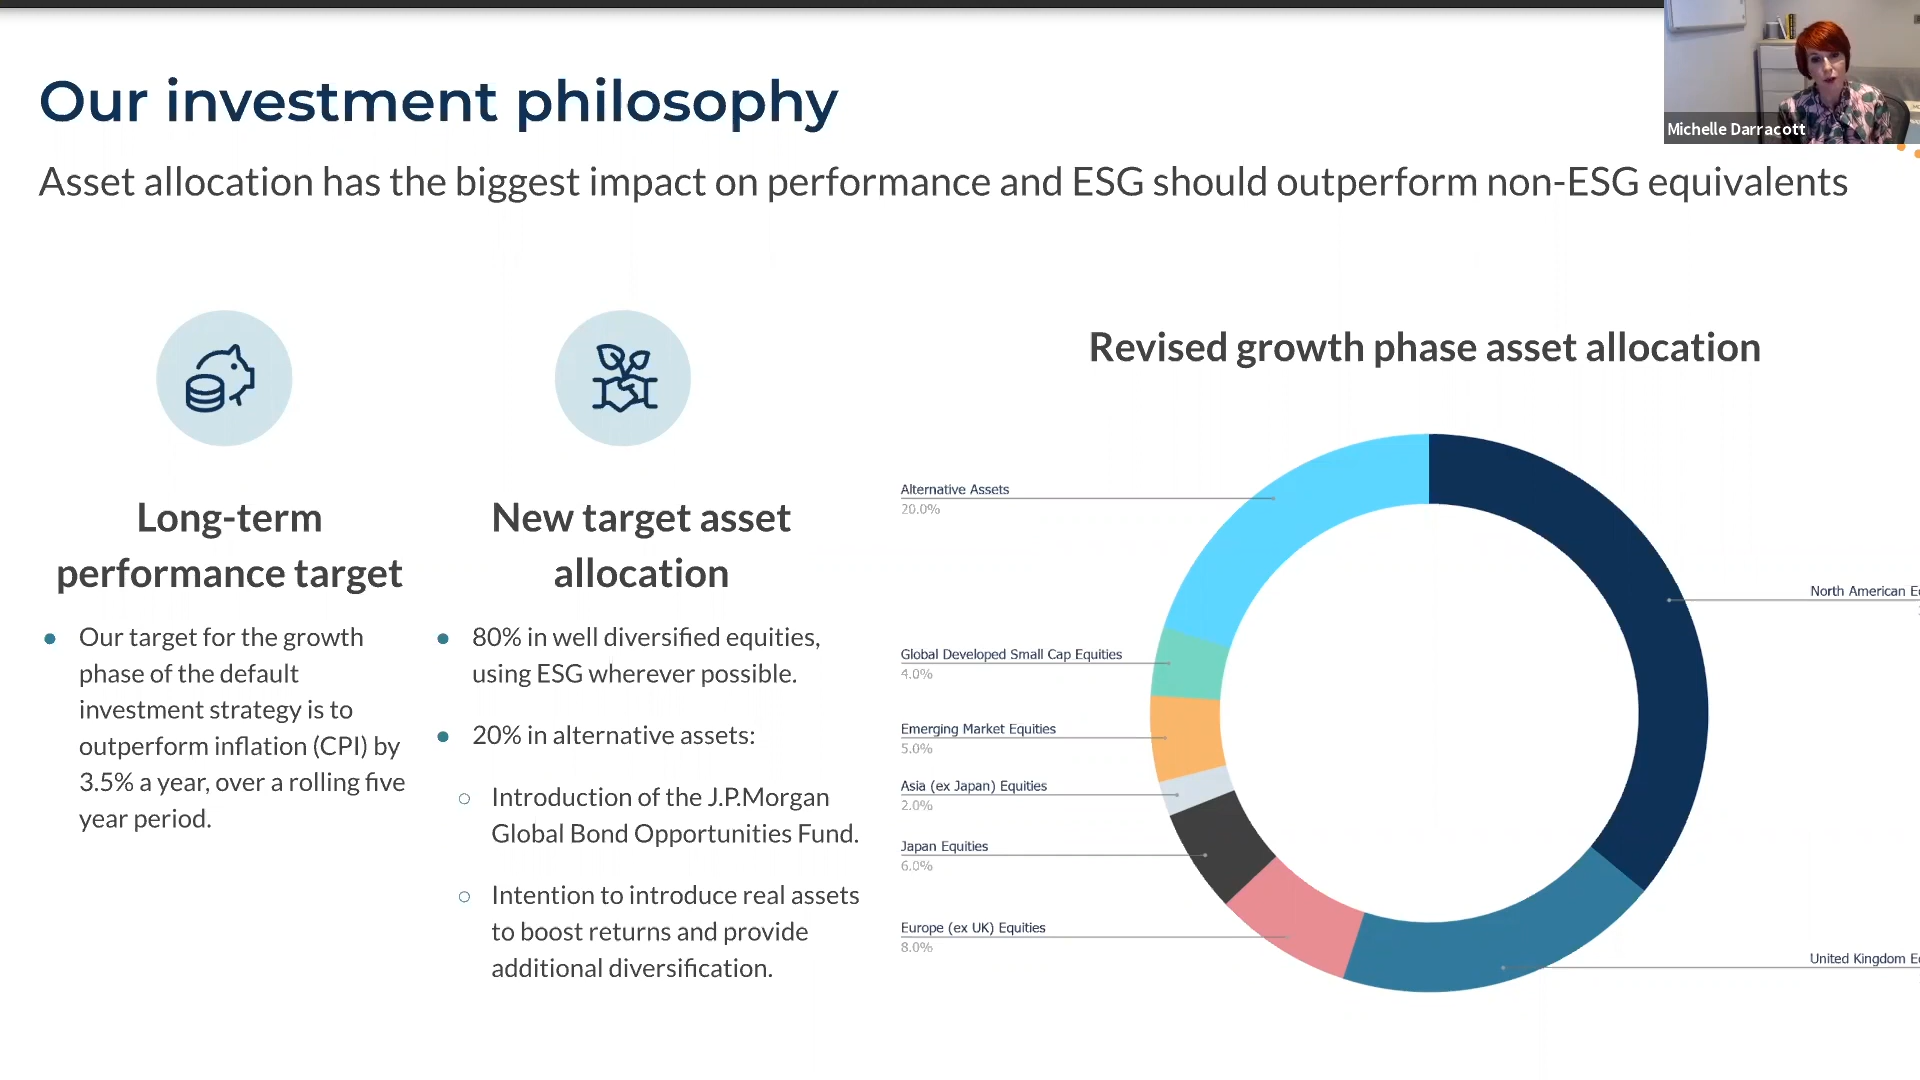 Our investment philosophy
Michelle Darracott
Asset allocation has the biggest impact on performance and ESG should outperform non-ESG equivalents
Long-term
performance target
Our target for the growth
phase of the default
investment strategy is to
outperform inflation (CPI) by
3.5% a year, over a rolling five
year period.
New target asset
allocation
80% in well diversified equities,
using ESG wherever possible.
20% in alternative assets:
Introduction of the J.P.Morgan
Global Bond Opportunities Fund.
Intention to introduce real assets
to boost returns and provide
additional diversification.
Revised growth phase asset allocation
Alternative Assets
20.0%
Global Developed Small Cap Equities
4.0%
Emerging Market Equities
5.0%
Asia (ex Japan) Equities
2.0%
Japan Equities
6.0%
Europe (ex UK) Equities
8.0%
North American
United Kingdom